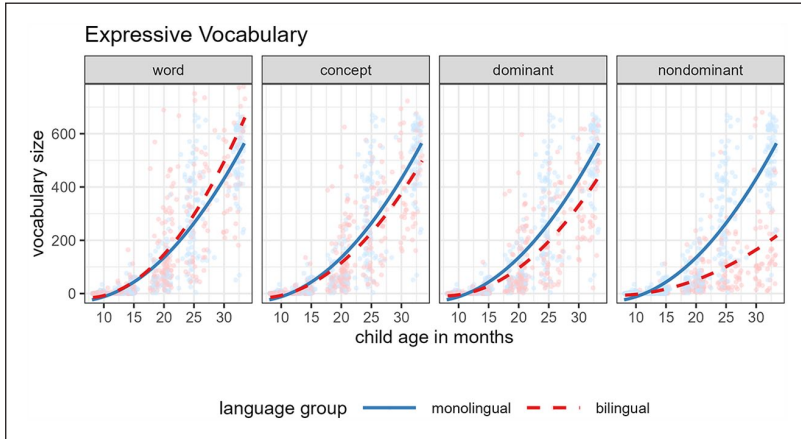 Expressive Vocabulary
word concept dominant nondominant
vocabulary size
600
400
200
0
10 15 20 25 30 10 15 20 25 30 10 15 20 25 30 10 15 20 25 30
child age in months
language group monolingual bilingual